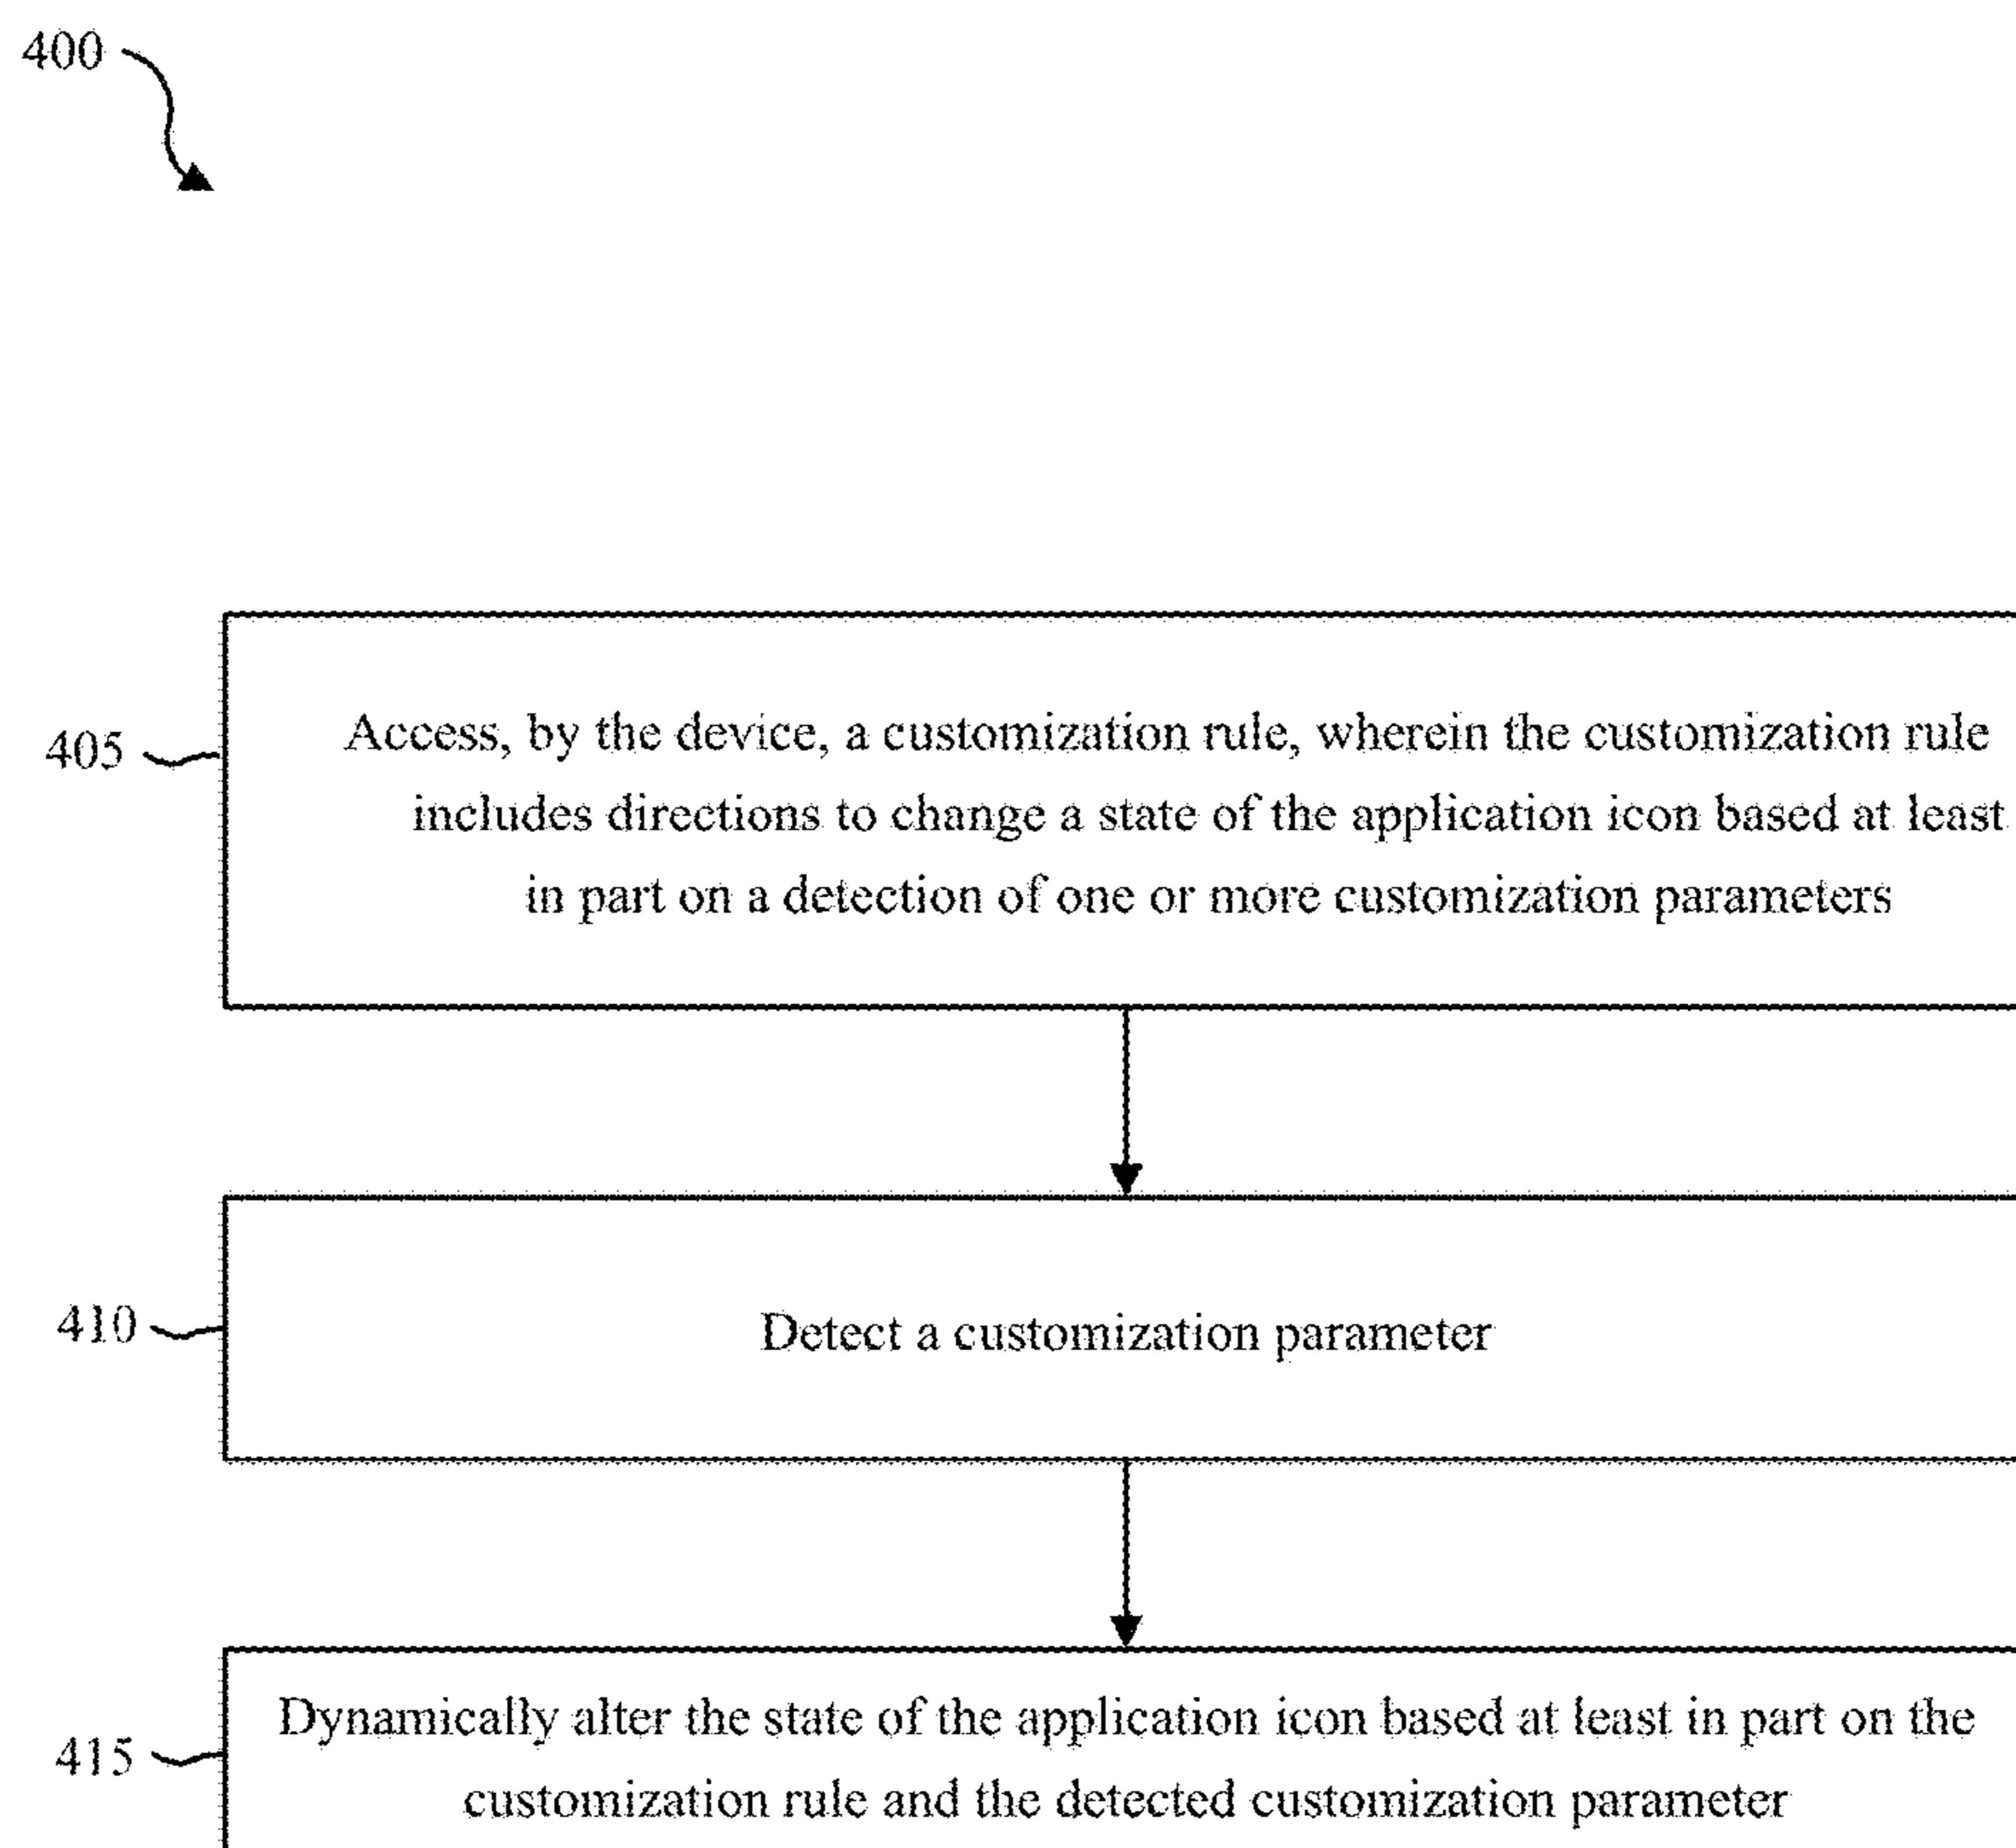 400
405
Access, by the device, a customization rule, wherein the customization rule
includes directions to change a state of the application icon based at least
in part on a detection of one or more customization parameters
410
Detect a customization parameter
415
Dynamically alter the state of the application icon based at least in part on the
customization rule and the detected customization parameter